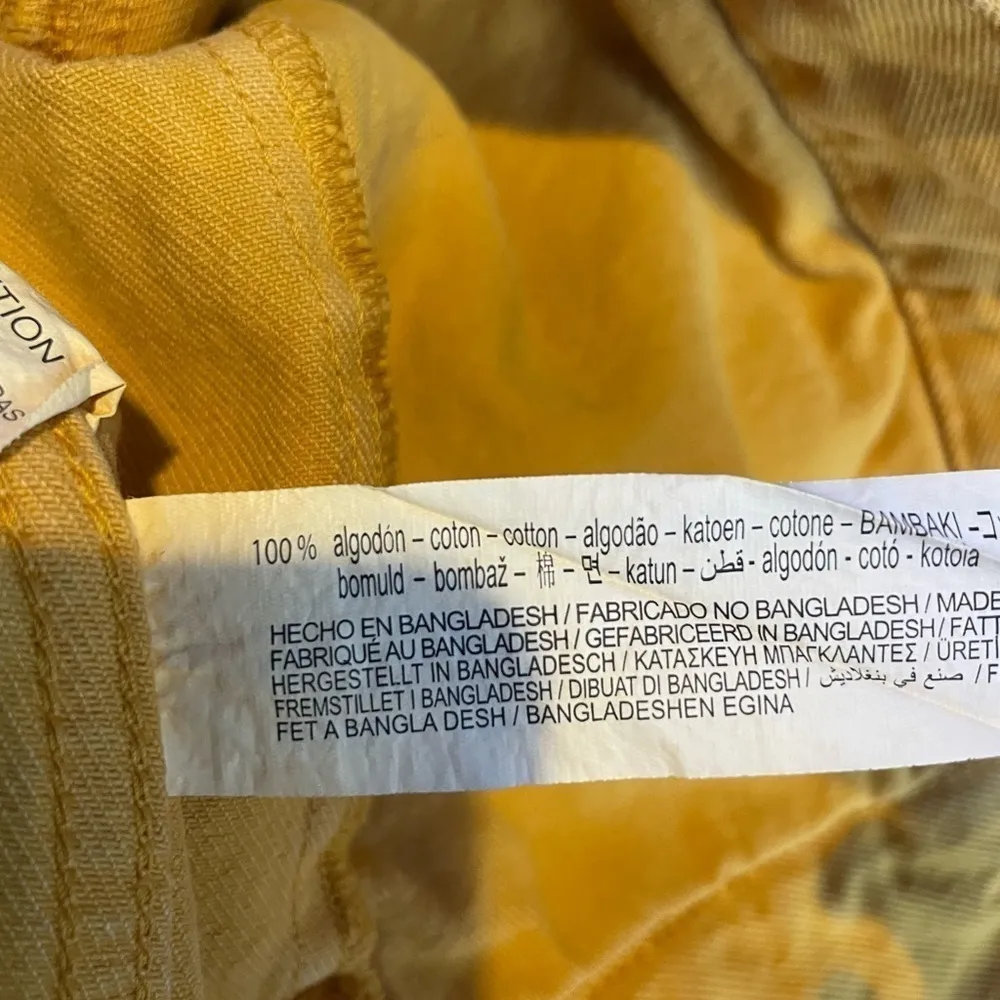 TION
100% algodón – coton – cotton – algodão – katoen – cotone – BAMBAKI –
bomuld – bombaž – 棉 – 면 – katun – قطن - algodón - cotó - kotoia
HECHO EN BANGLADESH / FABRICADO NO BANGLADESH / MADE
FABRIQUÉ AU BANGLADESH / GEFABRICEERD IN BANGLADESH / FATT
HERGESTELLT IN BANGLADESCH / ΚΑΤΑΣΚΕΥΗ ΜΠΑΓΚΛΑΝΤΕΣ / ÜRETI
FREMSTILLET I BANGLADESH / DIBUAT DI BANGLADESH / صنع في بنغلاديش / F
FET A BANGLA DESH / BANGLADESHEN EGINA